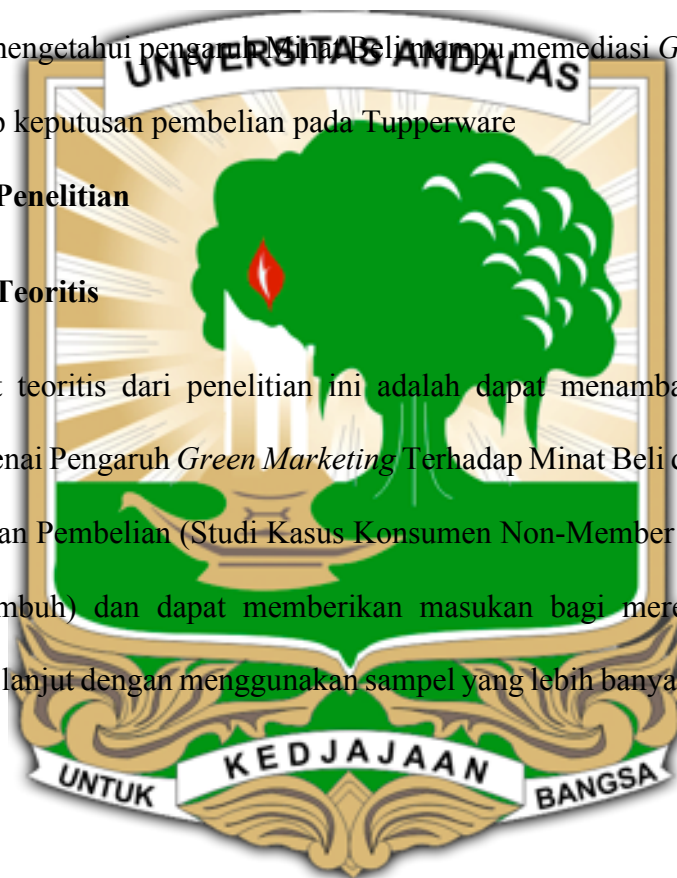 mengetahui pengaruh Minat Beli mampu memediasi G
UNIVERSITAS ANDALAS
keputusan pembelian pada Tupperware
Penelitian
Teoritis
teoritis dari penelitian ini adalah dapat menamba
enai Pengaruh Green Marketing Terhadap Minat Beli d
an Pembelian (Studi Kasus Konsumen Non-Member
mbuh) dan dapat memberikan masukan bagi mere
lanjut dengan menggunakan sampel yang lebih banya
UNTUK KEDJAJAAN BANGSA